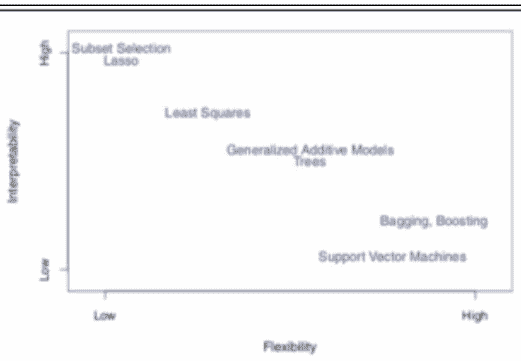 High
Subset Selection
Lasso
Least Squares
Generalized Additive Models
Trees
Bagging, Boosting
Support Vector Machines
Interpretability
Low
Low
High
Flexibility